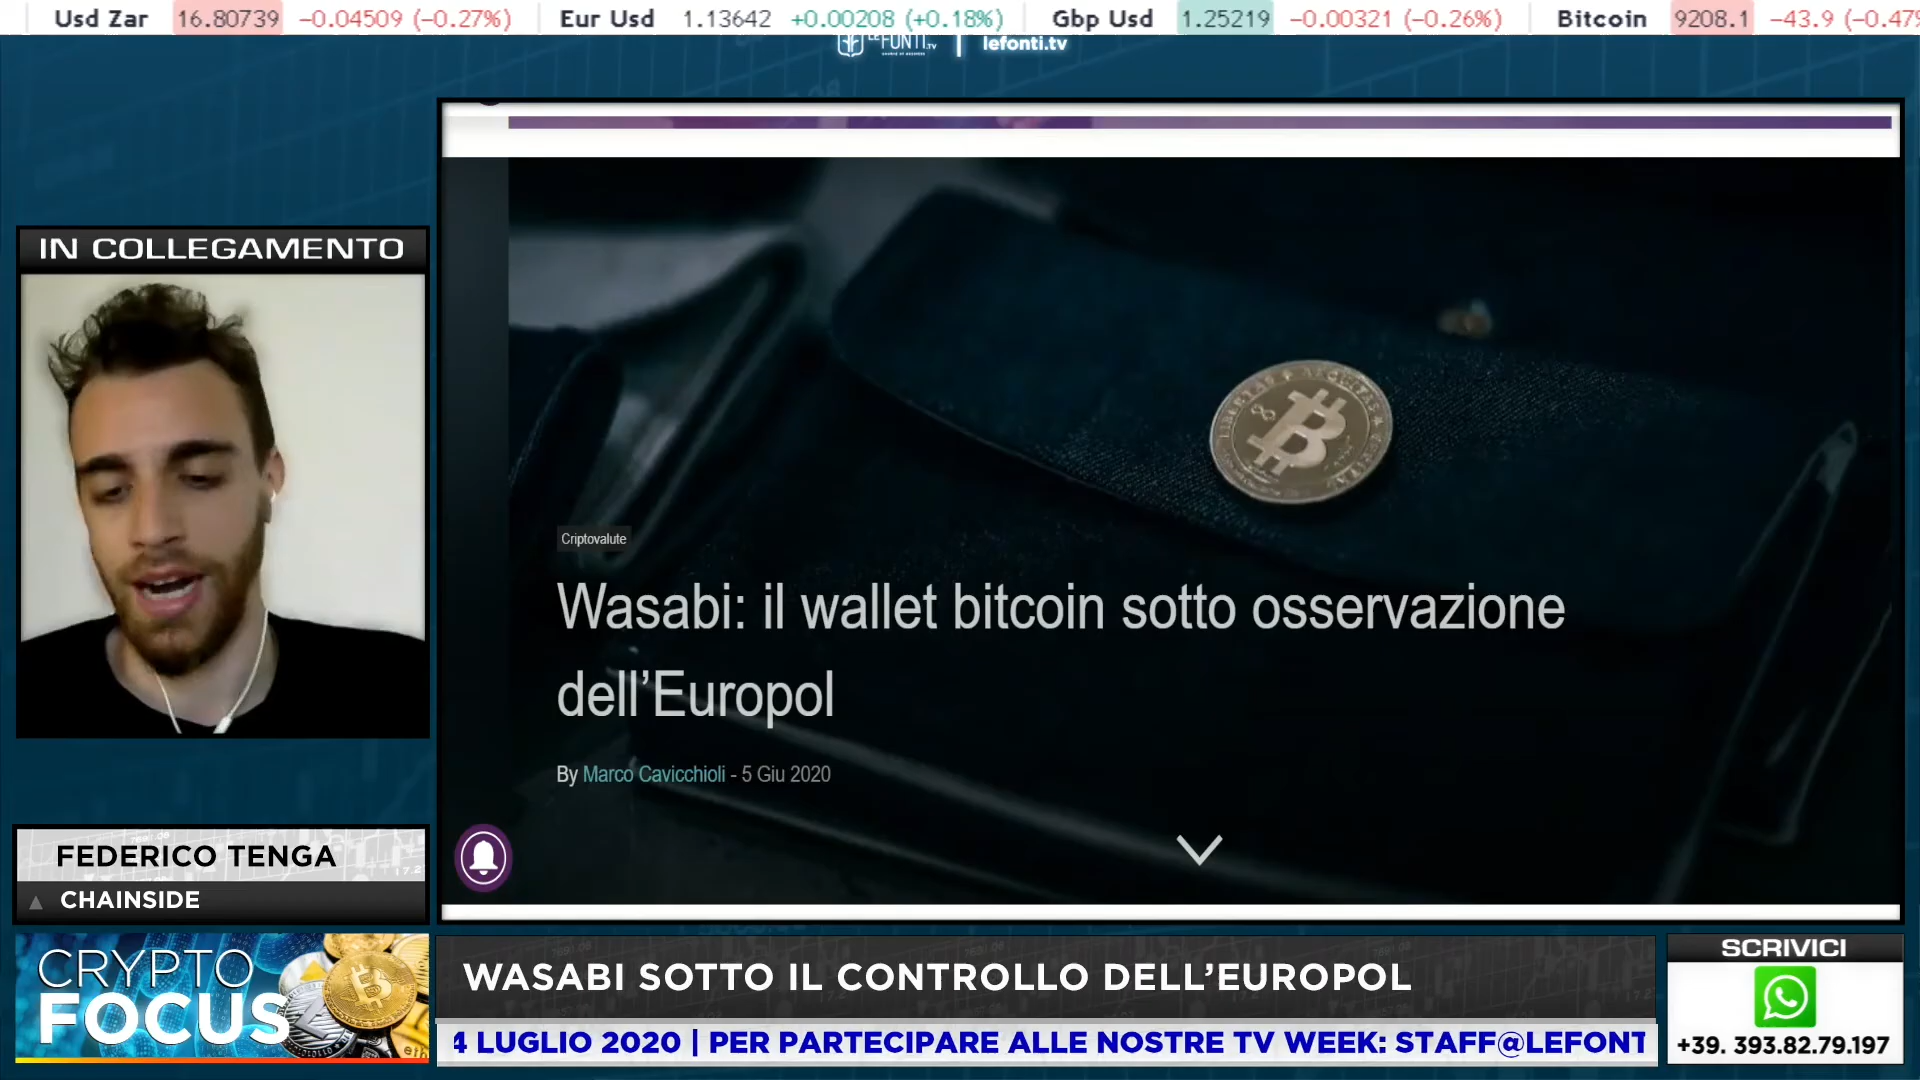 Usd Zar 16.80739 −0.04509 (−0.27%) Eur Usd 1.13642 +0.00208 (+0.18%) Gbp Usd 1.25219 −0.00321 (−0.26%) Bitcoin 9208.1 −43.9 (−0.47%
LEFONTI.TV | lefonti.tv
IN COLLEGAMENTO
Criptovalute
Wasabi: il wallet bitcoin sotto osservazione
dell’Europol
By Marco Cavicchioli - 5 Giu 2020
FEDERICO TENGA
CHAINSIDE
CRYPTO
FOCUS
WASABI SOTTO IL CONTROLLO DELL’EUROPOL
4 LUGLIO 2020 | PER PARTECIPARE ALLE NOSTRE TV WEEK: STAFF@LEFONT
SCRIVICI
+39. 393.82.79.197